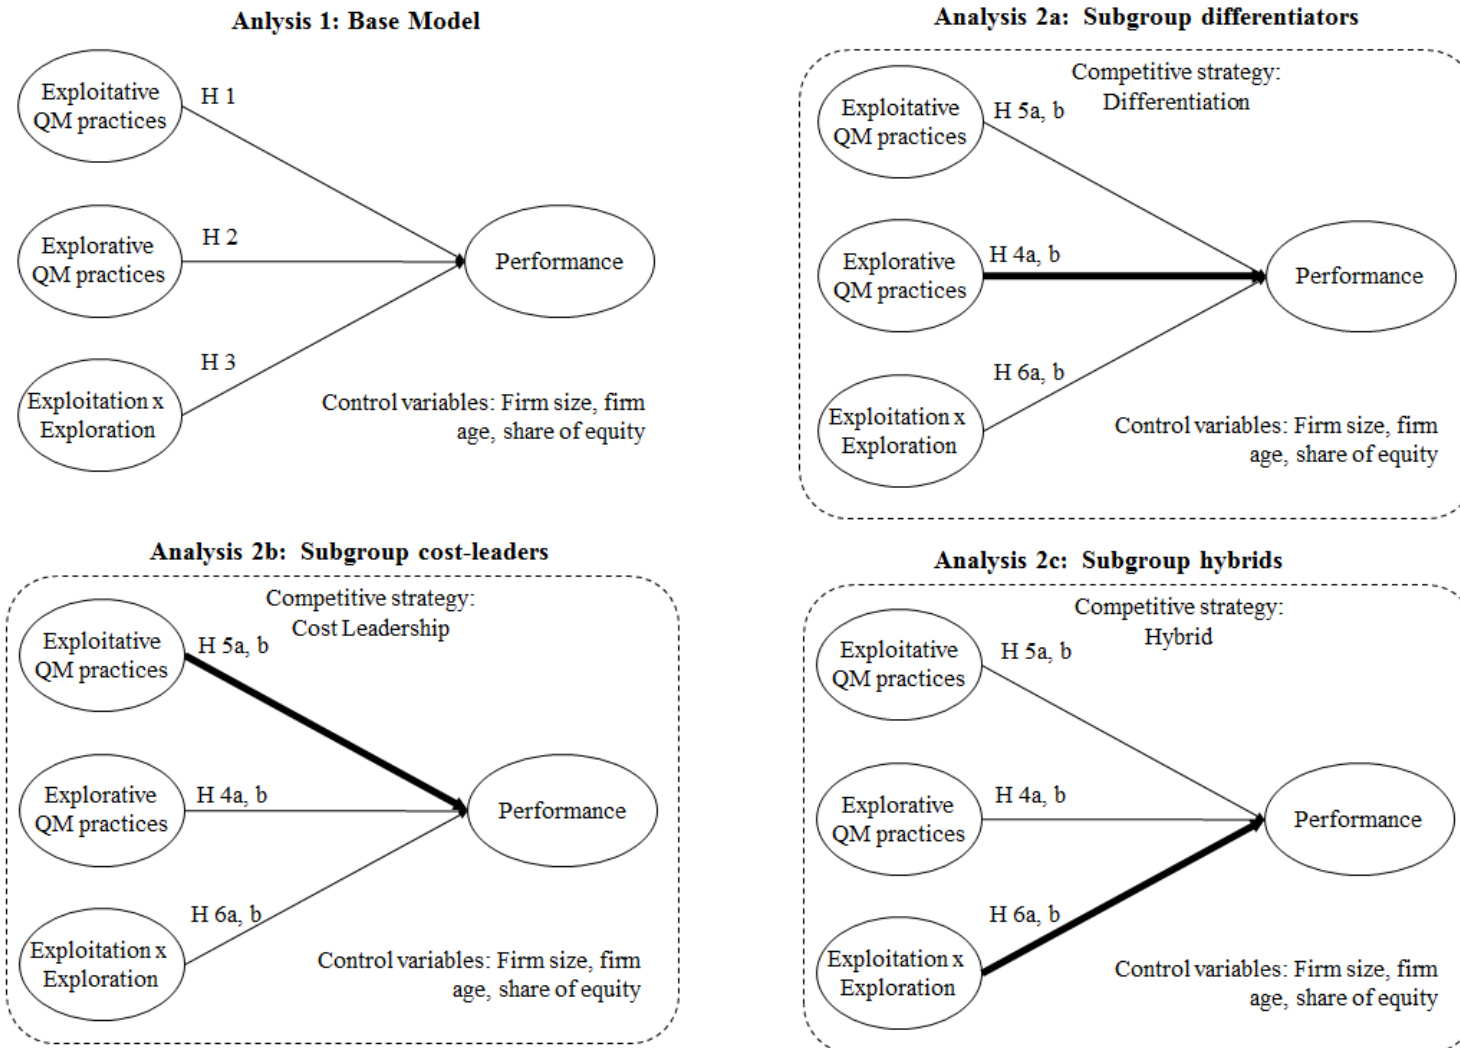 Anlysis 1: Base Model
Exploitative
QM practices
H 1
Explorative
QM practices
H 2
Performance
Exploitation x
Exploration
H 3
Control variables: Firm size, firm
age, share of equity
Analysis 2a: Subgroup differentiators
Competitive strategy:
Differentiation
Exploitative
QM practices
H 5a, b
Explorative
QM practices
H 4a, b
Performance
Exploitation x
Exploration
H 6a, b
Control variables: Firm size, firm
age, share of equity
Analysis 2b: Subgroup cost-leaders
Competitive strategy:
Cost Leadership
Exploitative
QM practices
H 5a, b
Explorative
QM practices
H 4a, b
Performance
Exploitation x
Exploration
H 6a, b
Control variables: Firm size, firm
age, share of equity
Analysis 2c: Subgroup hybrids
Competitive strategy:
Hybrid
Exploitative
QM practices
H 5a, b
Explorative
QM practices
H 4a, b
Performance
Exploitation x
Exploration
H 6a, b
Control variables: Firm size, firm
age, share of equity